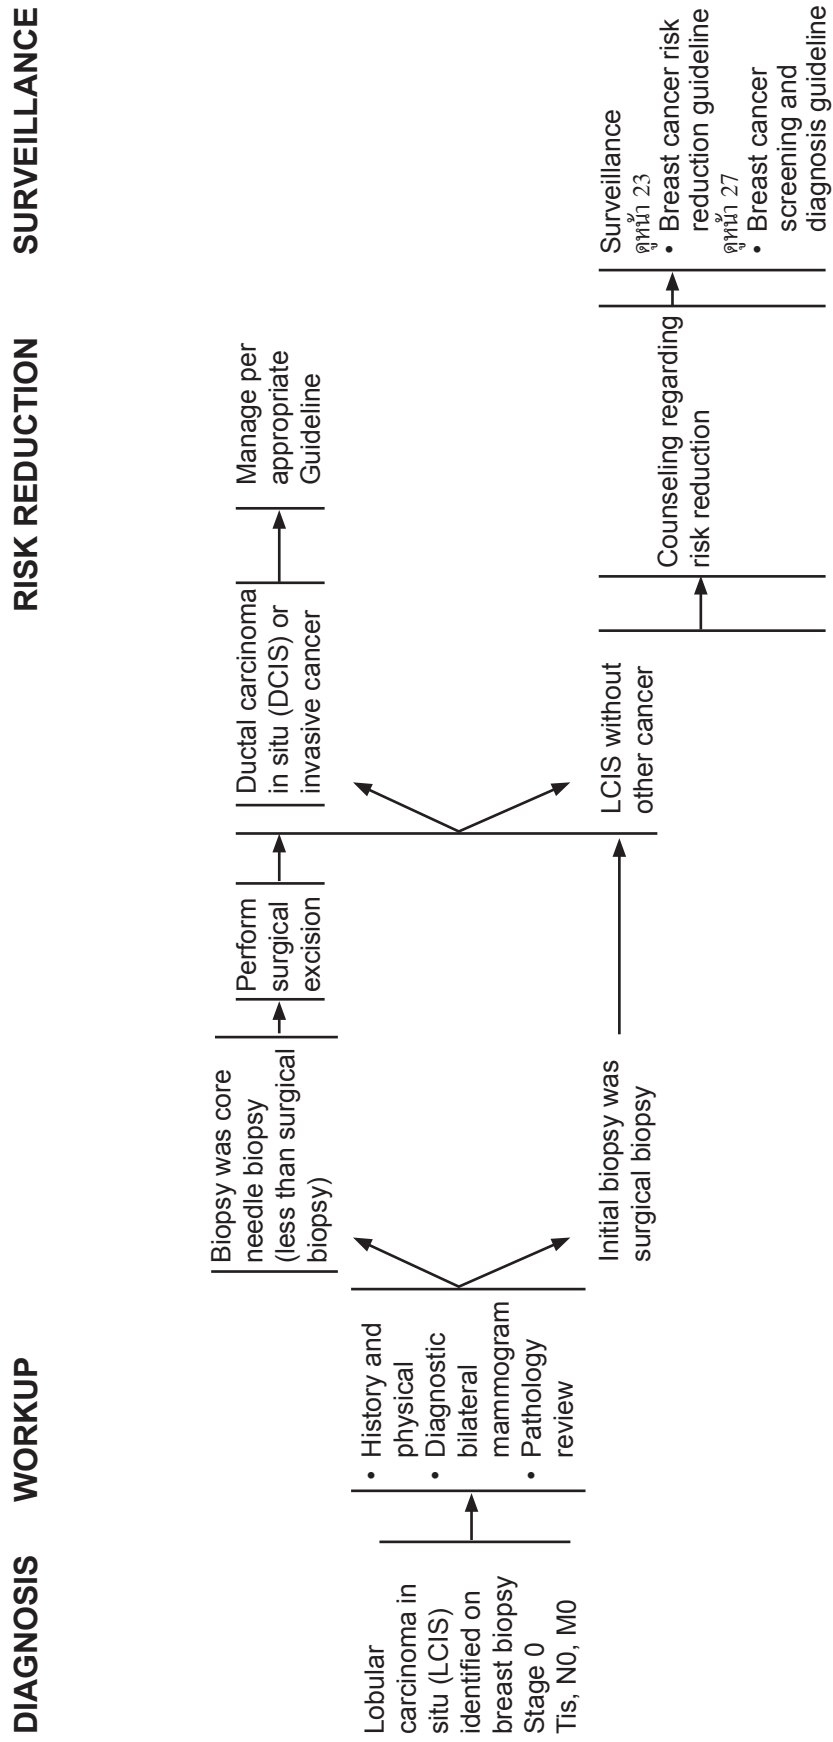 DIAGNOSIS
WORKUP
RISK REDUCTION
SURVEILLANCE
Lobular
carcinoma in
situ (LCIS)
identified on
breast biopsy
Stage 0
Tis, N0, M0
• History and
physical
• Diagnostic
bilateral
mammogram
• Pathology
review
Biopsy was core
needle biopsy
(less than surgical
biopsy)
Perform
surgical
excision
Ductal carcinoma
in situ (DCIS) or
invasive cancer
Manage per
appropriate
Guideline
Initial biopsy was
surgical biopsy
LCIS without
other cancer
Counseling regarding
risk reduction
Surveillance
ดูหน้า 23
• Breast cancer risk
reduction guideline
ดูหน้า 27
• Breast cancer
screening and
diagnosis guideline